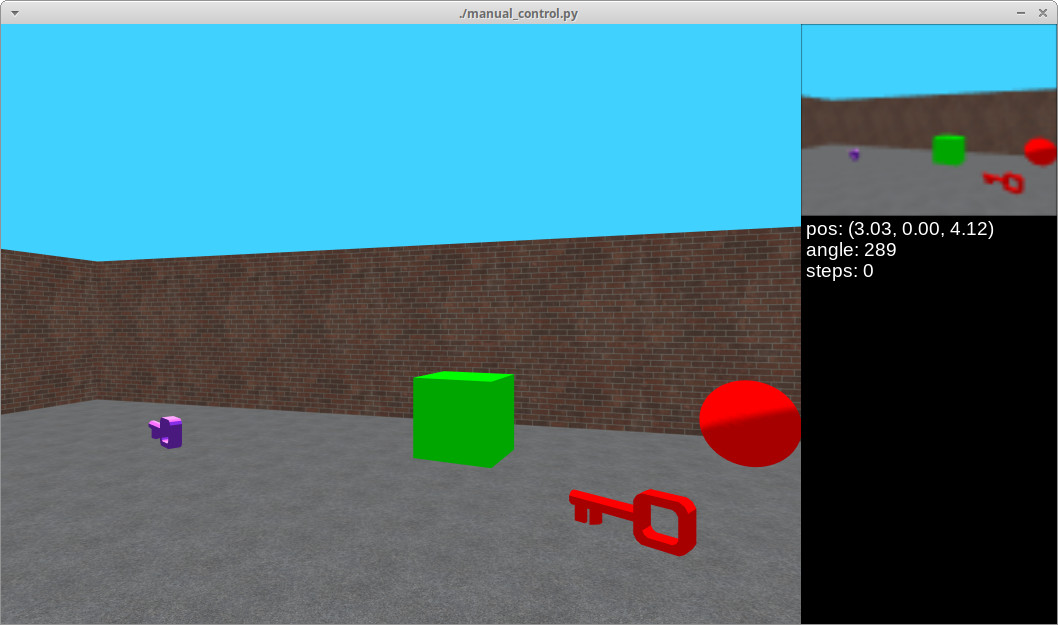 ./manual_control.py
pos: (3.03, 0.00, 4.12)
angle: 289
steps: 0